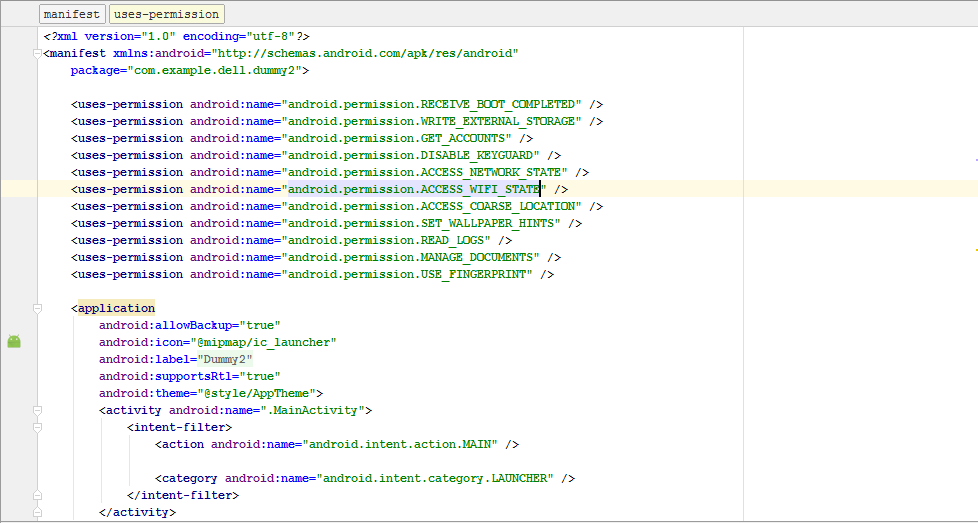 manifest uses-permission
<?xml version="1.0" encoding="utf-8"?>
<manifest xmlns:android="http://schemas.android.com/apk/res/android"
    package="com.example.dell.dummy2">
    <uses-permission android:name="android.permission.RECEIVE_BOOT_COMPLETED" />
    <uses-permission android:name="android.permission.WRITE_EXTERNAL_STORAGE" />
    <uses-permission android:name="android.permission.GET_ACCOUNTS" />
    <uses-permission android:name="android.permission.DISABLE_KEYGUARD" />
    <uses-permission android:name="android.permission.ACCESS_NETWORK_STATE" />
    <uses-permission android:name="android.permission.ACCESS_WIFI_STATE" />
    <uses-permission android:name="android.permission.ACCESS_COARSE_LOCATION" />
    <uses-permission android:name="android.permission.SET_WALLPAPER_HINTS" />
    <uses-permission android:name="android.permission.READ_LOGS" />
    <uses-permission android:name="android.permission.MANAGE_DOCUMENTS" />
    <uses-permission android:name="android.permission.USE_FINGERPRINT" />
    <application
        android:allowBackup="true"
        android:icon="@mipmap/ic_launcher"
        android:label="Dummy2"
        android:supportsRtl="true"
        android:theme="@style/AppTheme">
        <activity android:name=".MainActivity">
            <intent-filter>
                <action android:name="android.intent.action.MAIN" />
                <category android:name="android.intent.category.LAUNCHER" />
            </intent-filter>
        </activity>